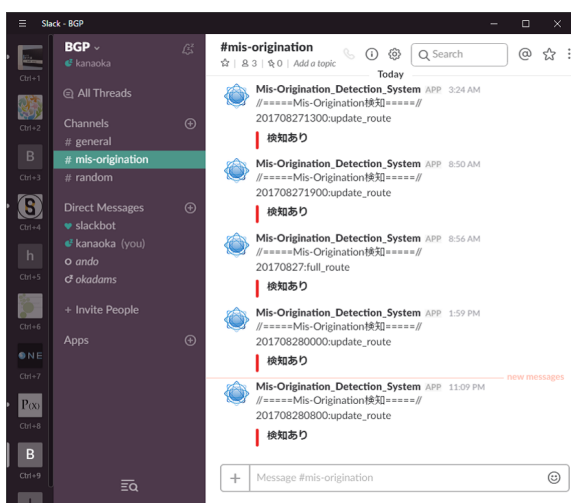 Slack - BGP
Ctrl+1
Ctrl+2
B
Ctrl+3
S
Ctrl+4
h
Ctrl+5
Ctrl+6
NE
Ctrl+7
P(X)
Ctrl+8
B
Ctrl+9
BGP
kanaoka
All Threads
Channels
# general
# mis-origination
# random
Direct Messages
slackbot
kanaoka (you)
ando
okadams
+ Invite People
Apps
#mis-origination
3 | 0 | Add a topic
Search
Today
Mis-Origination_Detection_System APP 3:24 AM
//=====Mis-Origination検知=====//
201708271300:update_route
検知あり
Mis-Origination_Detection_System APP 8:50 AM
//=====Mis-Origination検知=====//
201708271900:update_route
検知あり
Mis-Origination_Detection_System APP 8:56 AM
//=====Mis-Origination検知=====//
20170827:full_route
検知あり
Mis-Origination_Detection_System APP 1:59 PM
//=====Mis-Origination検知=====//
201708280000:update_route
検知あり
new messages
Mis-Origination_Detection_System APP 11:09 PM
//=====Mis-Origination検知=====//
201708280800:update_route
検知あり
Message #mis-origination